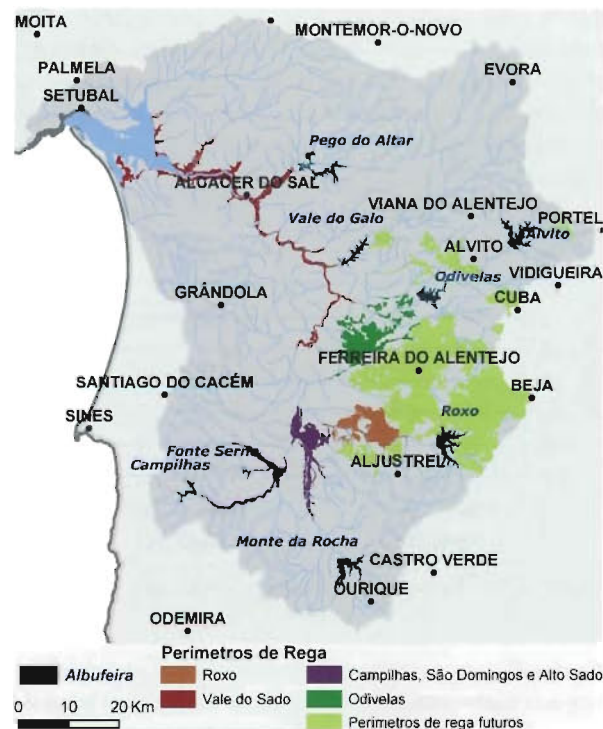 MOITA
MONTEMOR-O-NOVO
PALMELA
EVORA
SETUBAL
Pego do Altar
ALCACER DO SAL
VIANA DO ALENTEJO
PORTEL
Vale do Gaio
Alvito
ALVITO
Odivelas
VIDIGUEIRA
GRÂNDOLA
CUBA
FERREIRA DO ALENTEJO
SANTIAGO DO CACÉM
BEJA
SINES
Roxo
Fonte Serne
Campilhas
ALJUSTREL
Monte da Rocha
CASTRO VERDE
OURIQUE
ODEMIRA
Perimetros de Rega
Albufeira
Roxo
Campilhas, São Domingos e Alto Sado
Vale do Sado
Odivelas
0 10 20 Km
Perimetros de rega futuros